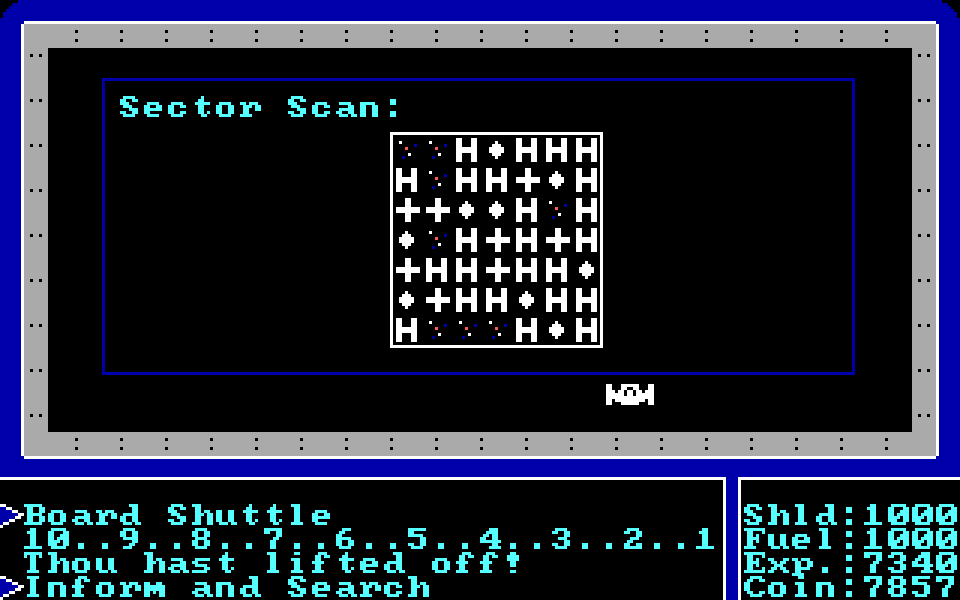 Sector Scan:
H ♦ H H H
H H H + ♦ H
+ + ♦ ♦ H H
♦ H + H + H
+ H H + H H ♦
♦ + H H ♦ H H
H H ♦ H
Board Shuttle
10..9..8..7..6..5..4..3..2..1
Thou hast lifted off!
Inform and Search
Shld:1000
Fuel:1000
Exp.:7340
Coin:7857